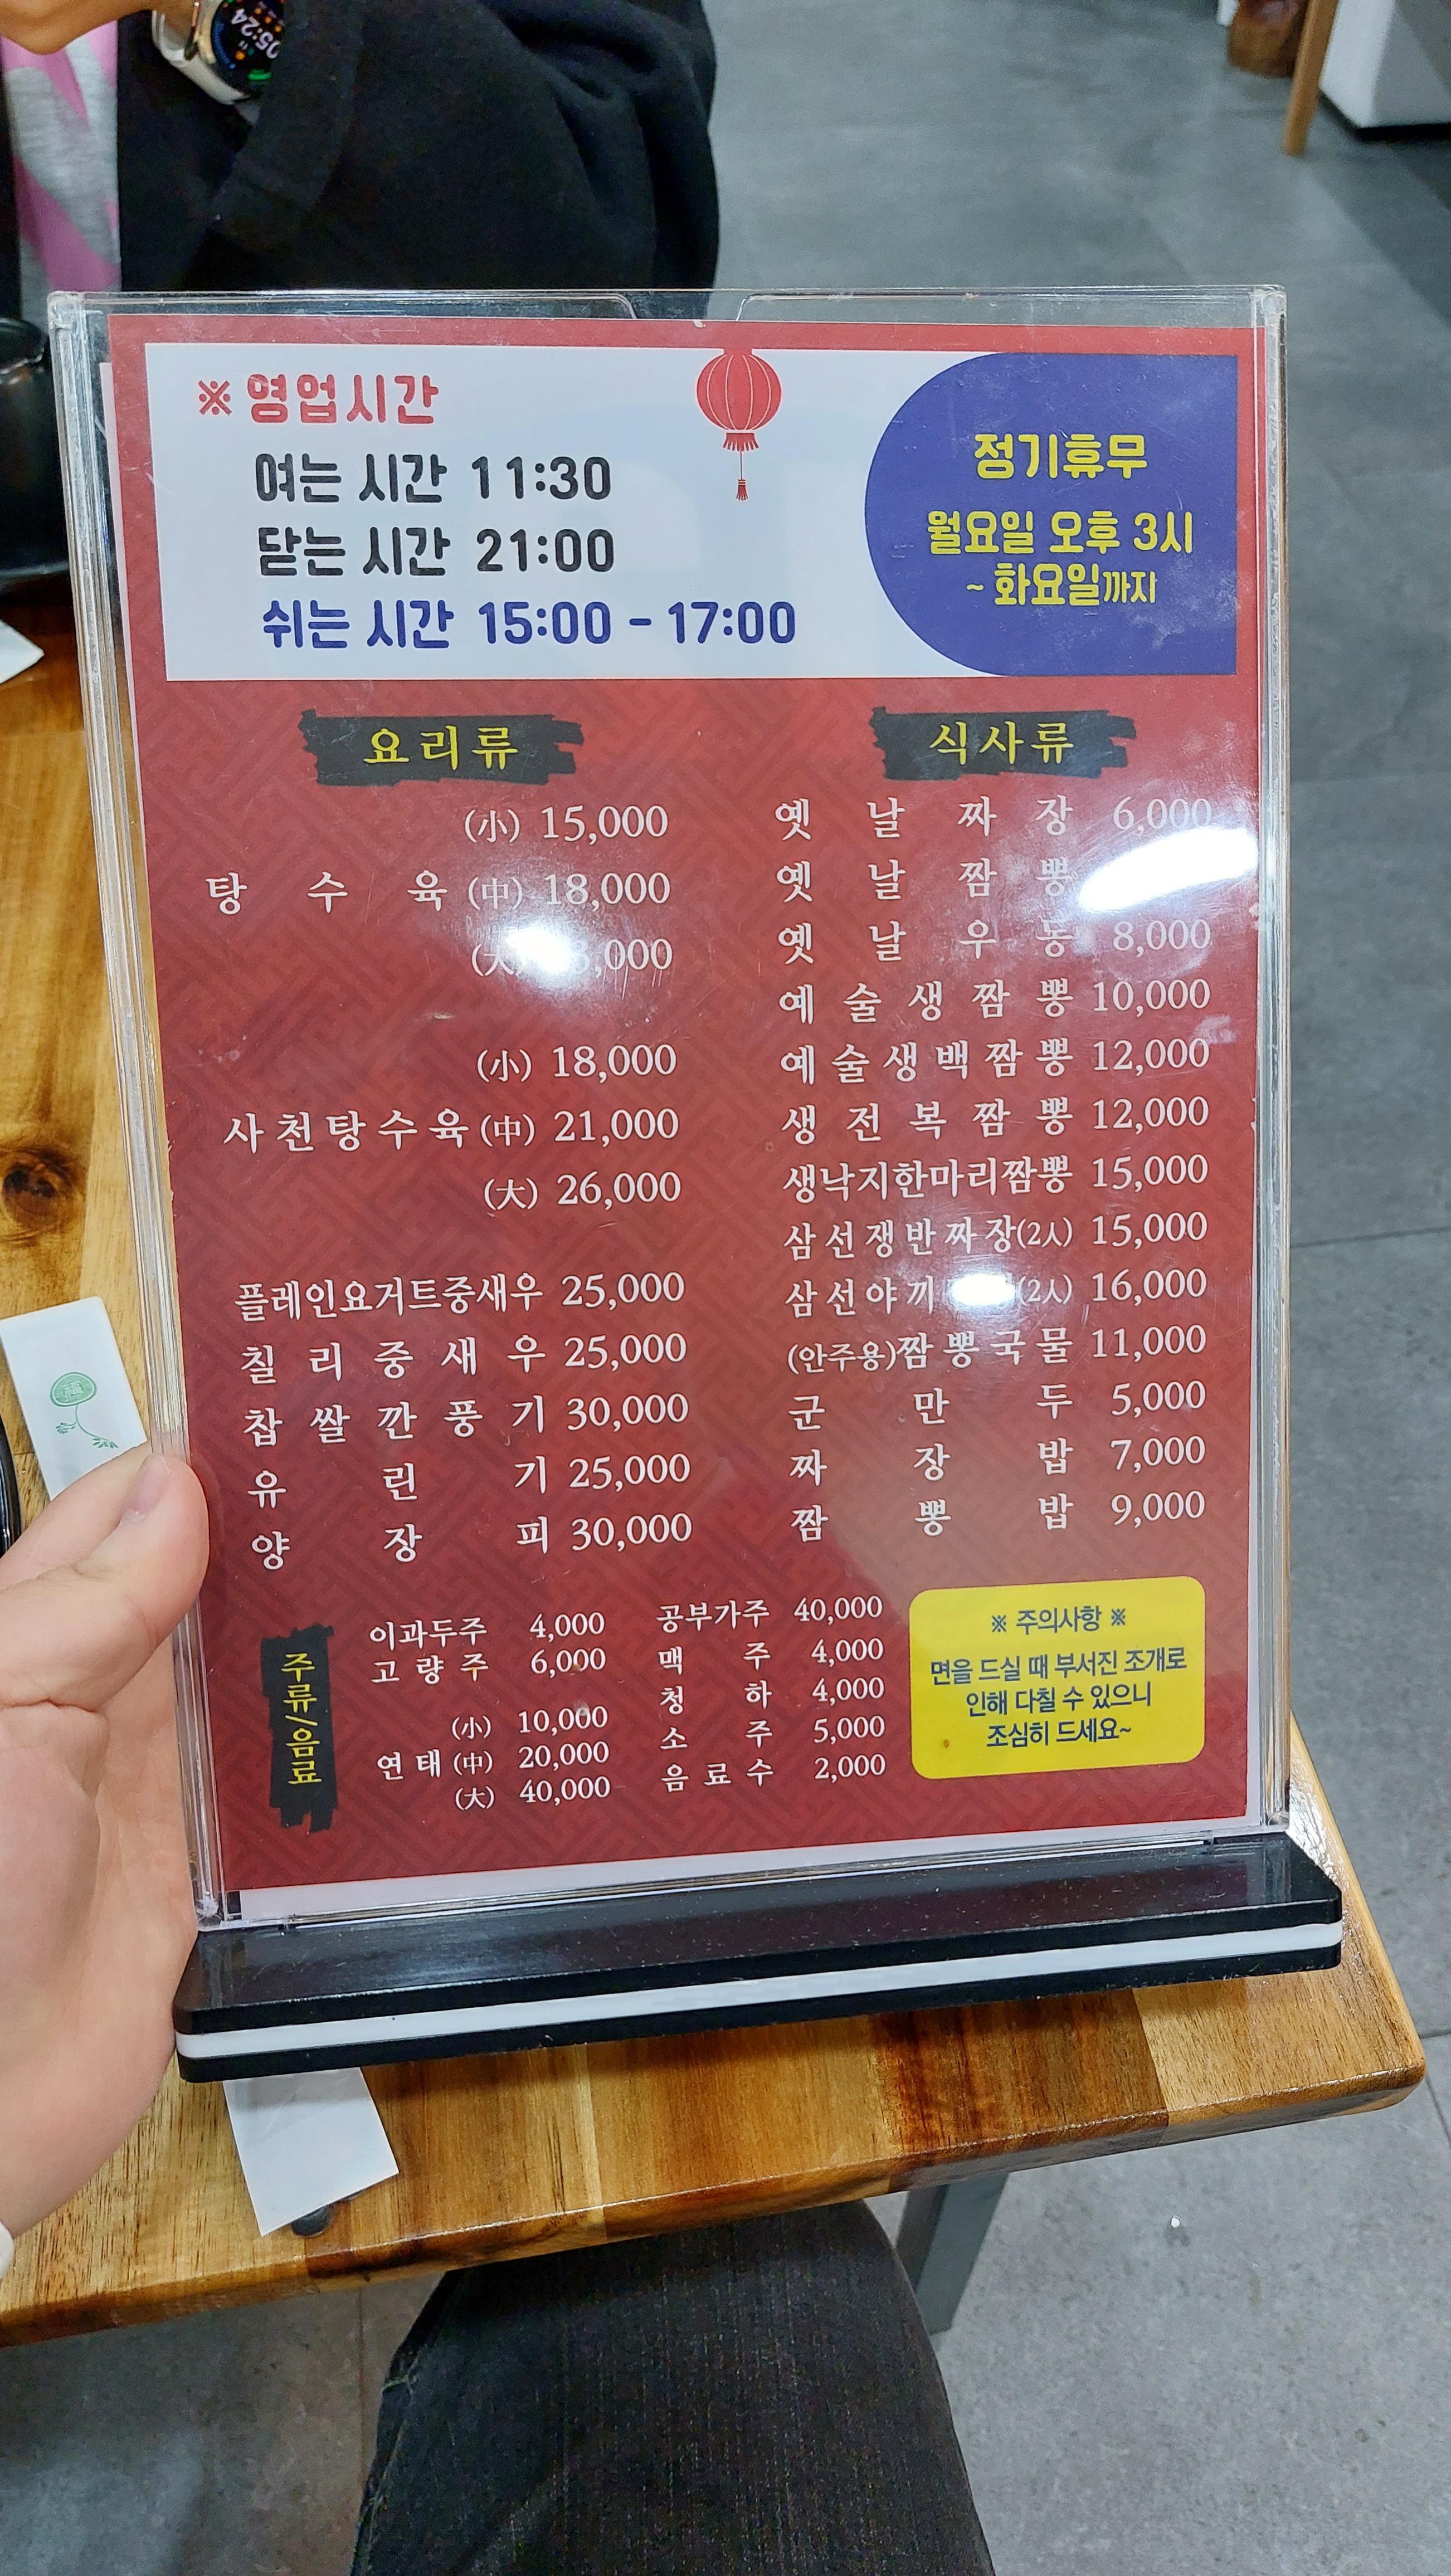 05:24
※ 영업시간
여는 시간 11:30
닫는 시간 21:00
쉬는 시간 15:00 - 17:00
정기휴무
월요일 오후 3시
~ 화요일까지
요리류
(小) 15,000
탕수육 (中) 18,000
(大)
(小) 18,000
사천탕수육 (中) 21,000
(大) 26,000
플레인요거트중새우 25,000
칠리중새우 25,000
찹쌀깐풍기 30,000
유린기 25,000
양장피 30,000
식사류
옛날짜장 6,000
옛날짬뽕
옛날우동 8,000
예술생짬뽕 10,000
예술생백짬뽕 12,000
생전복짬뽕 12,000
생낙지한마리짬뽕 15,000
삼선쟁반짜장(2人) 15,000
삼선야끼 (2人) 16,000
(안주용)짬뽕국물 11,000
군만두 5,000
짜장밥 7,000
짬뽕밥 9,000
주류/음료
이과두주 4,000
고량주 6,000
(小) 10,000
연태 (中) 20,000
(大) 40,000
공부가주 40,000
맥주 4,000
청하 4,000
소주 5,000
음료수 2,000
※ 주의사항 ※
면을 드실 때 부서진 조개로
인해 다칠 수 있으니
조심히 드세요~